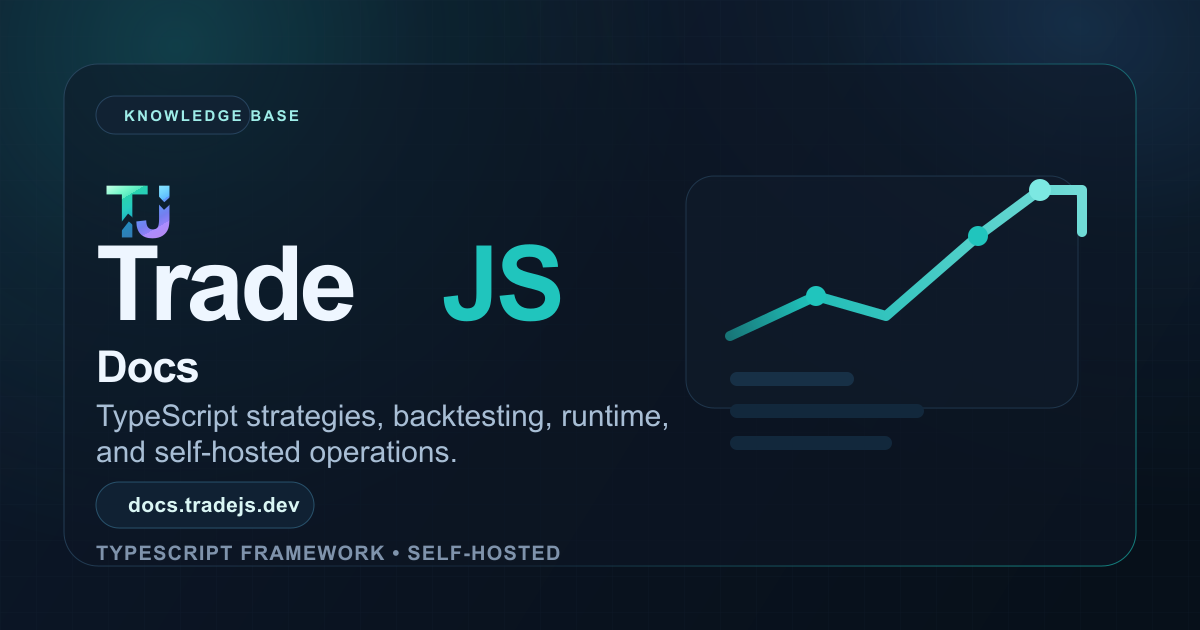 KNOWLEDGE BASE
TJ
Trade JS
Docs
TypeScript strategies, backtesting, runtime,
and self-hosted operations.
docs.tradejs.dev
TYPESCRIPT FRAMEWORK • SELF-HOSTED